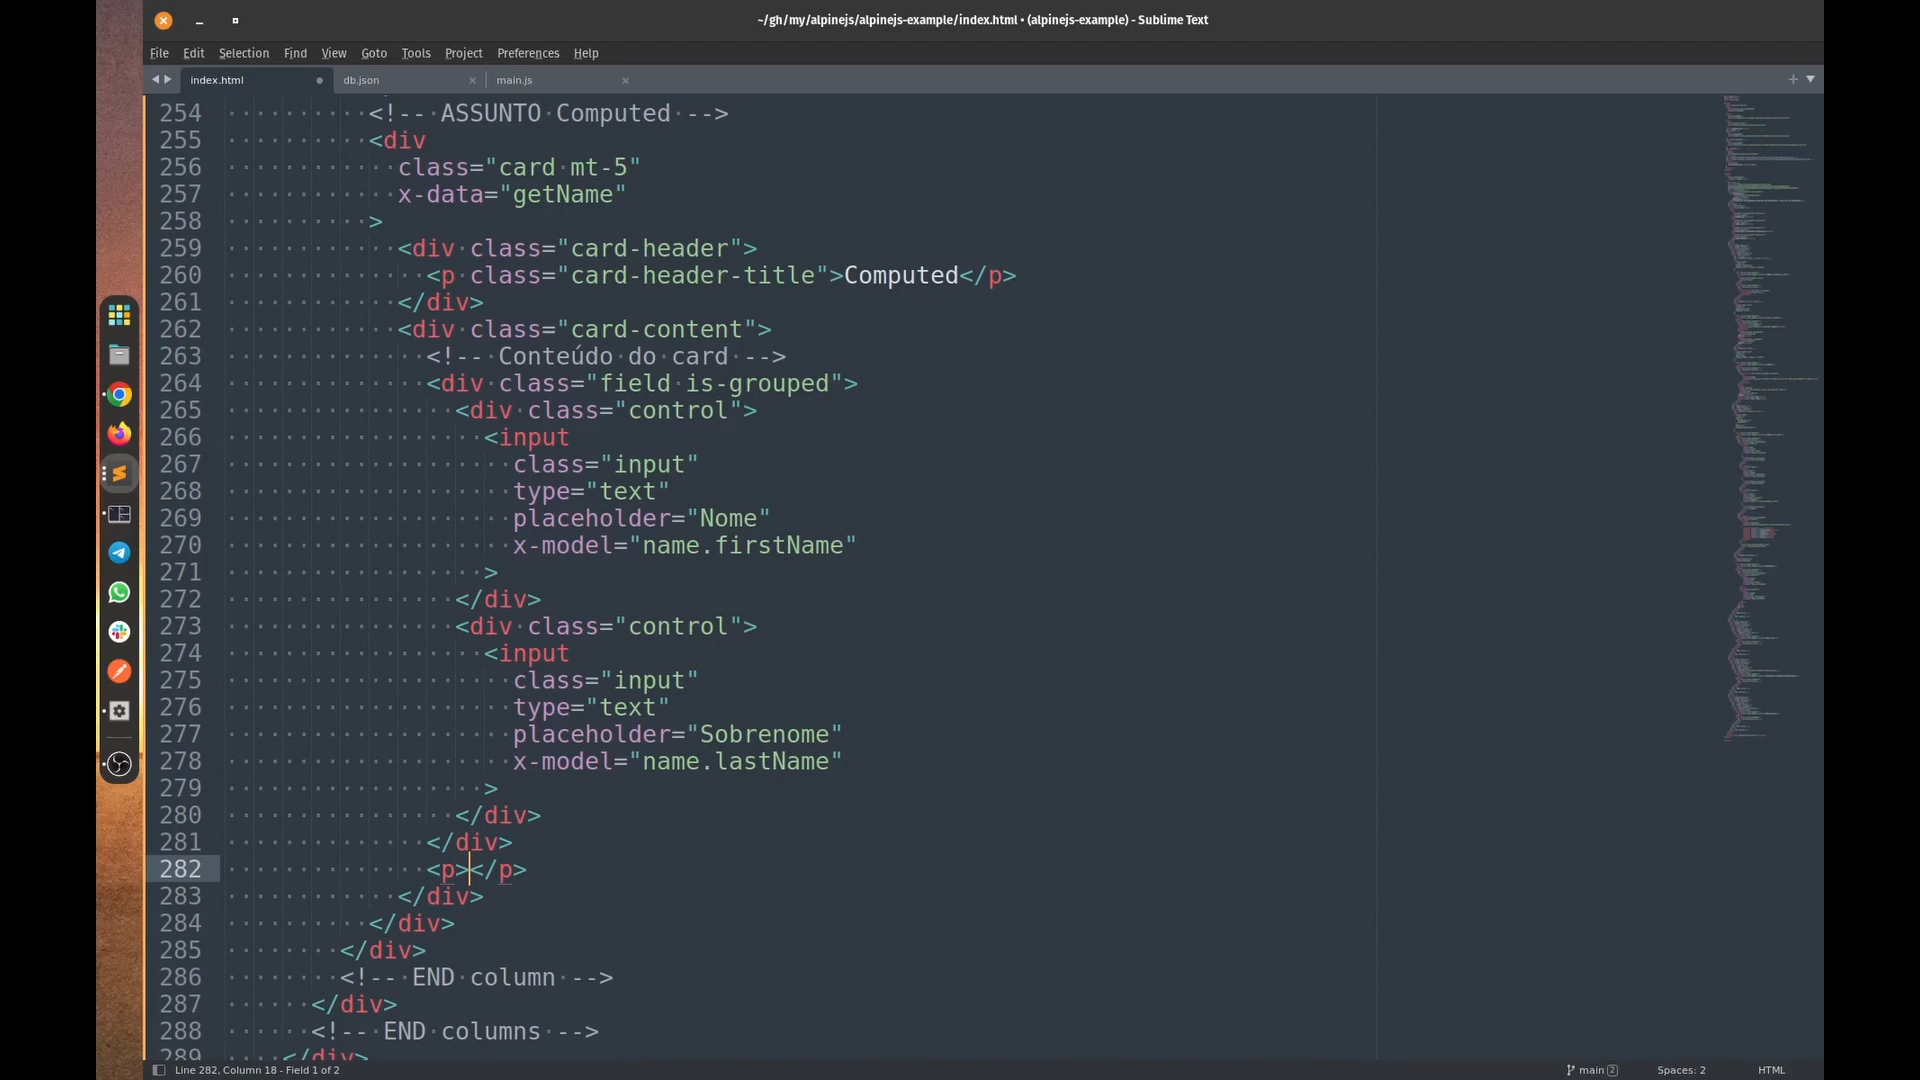 ~/gh/my/alpinejs/alpinejs-example/index.html • (alpinejs-example) - Sublime Text
File Edit Selection Find View Goto Tools Project Preferences Help
index.html db.json main.js
254 <!-- ASSUNTO Computed -->
255 <div
256 class="card mt-5"
257 x-data="getName"
258 >
259 <div class="card-header">
260 <p class="card-header-title">Computed</p>
261 </div>
262 <div class="card-content">
263 <!-- Conteúdo do card -->
264 <div class="field is-grouped">
265 <div class="control">
266 <input
267 class="input"
268 type="text"
269 placeholder="Nome"
270 x-model="name.firstName"
271 >
272 </div>
273 <div class="control">
274 <input
275 class="input"
276 type="text"
277 placeholder="Sobrenome"
278 x-model="name.lastName"
279 >
280 </div>
281 </div>
282 <p></p>
283 </div>
284 </div>
285 </div>
286 <!-- END column -->
287 </div>
288 <!-- END columns -->
289 </div>
Line 282, Column 18 - Field 1 of 2 main 2 Spaces: 2 HTML